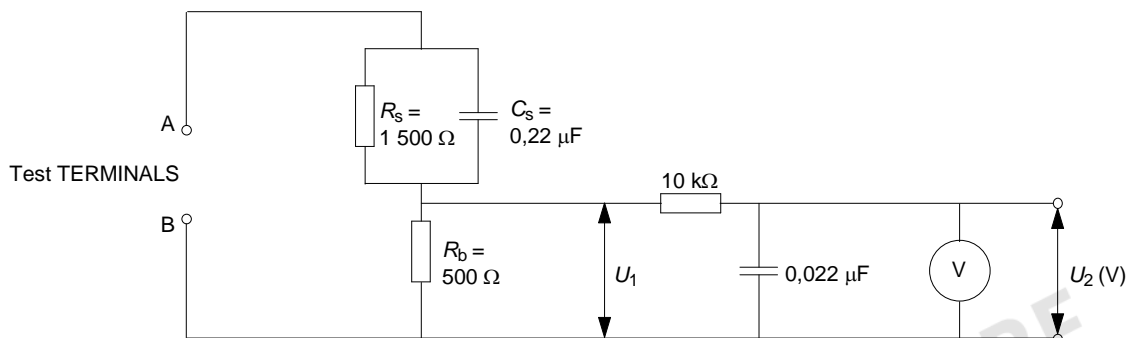 A
Test TERMINALS
B
Rs =
1 500 Ω
Cs =
0,22 μF
10 kΩ
Rb =
500 Ω
U1
0,022 μF
V
U2 (V)